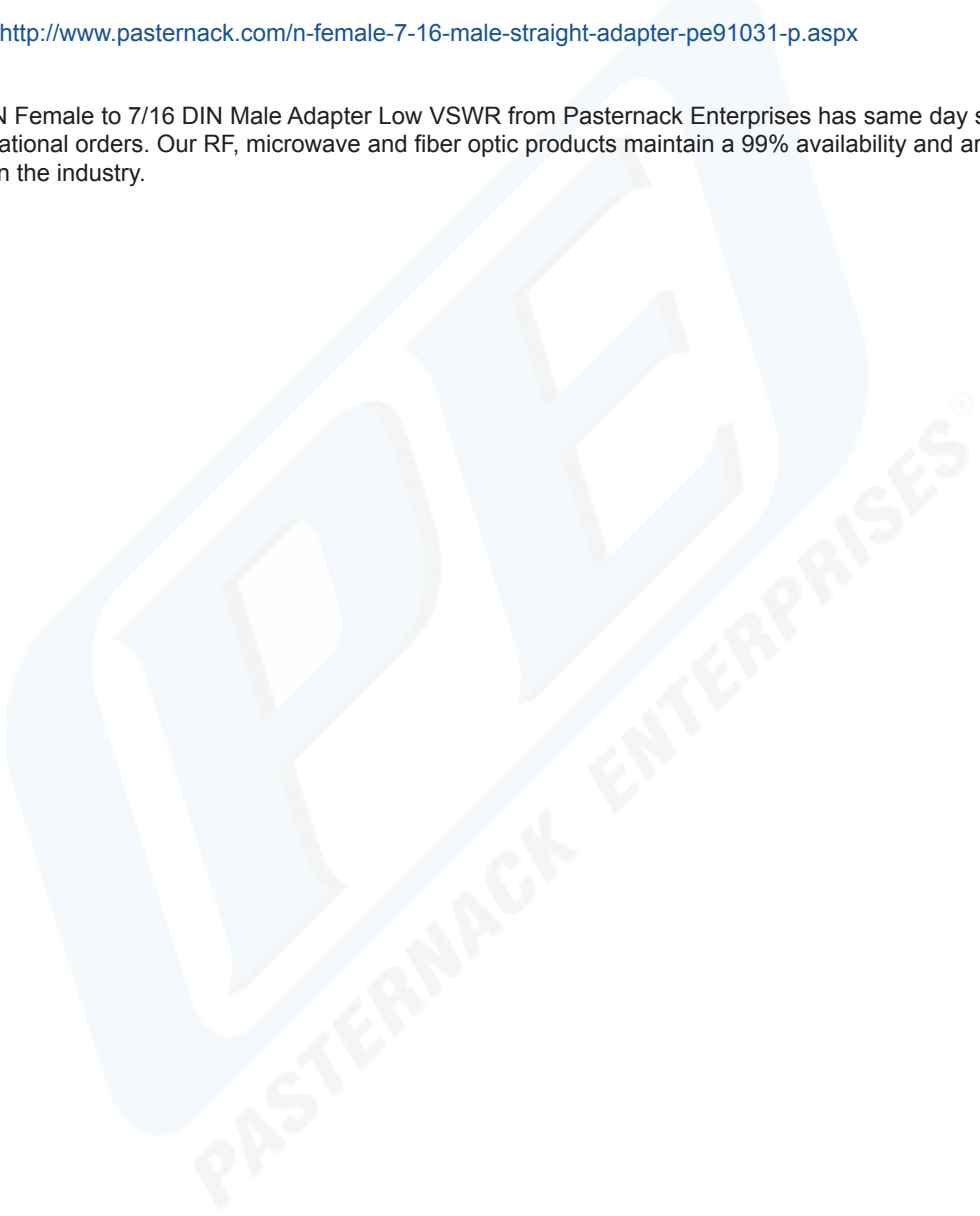 http://www.pasternack.com/n-female-7-16-male-straight-adapter-pe91031-p.aspx
N Female to 7/16 DIN Male Adapter Low VSWR from Pasternack Enterprises has same day
ational orders. Our RF, microwave and fiber optic products maintain a 99% availability and
n the industry.
PE
PASTERNACK ENTERPRISES®